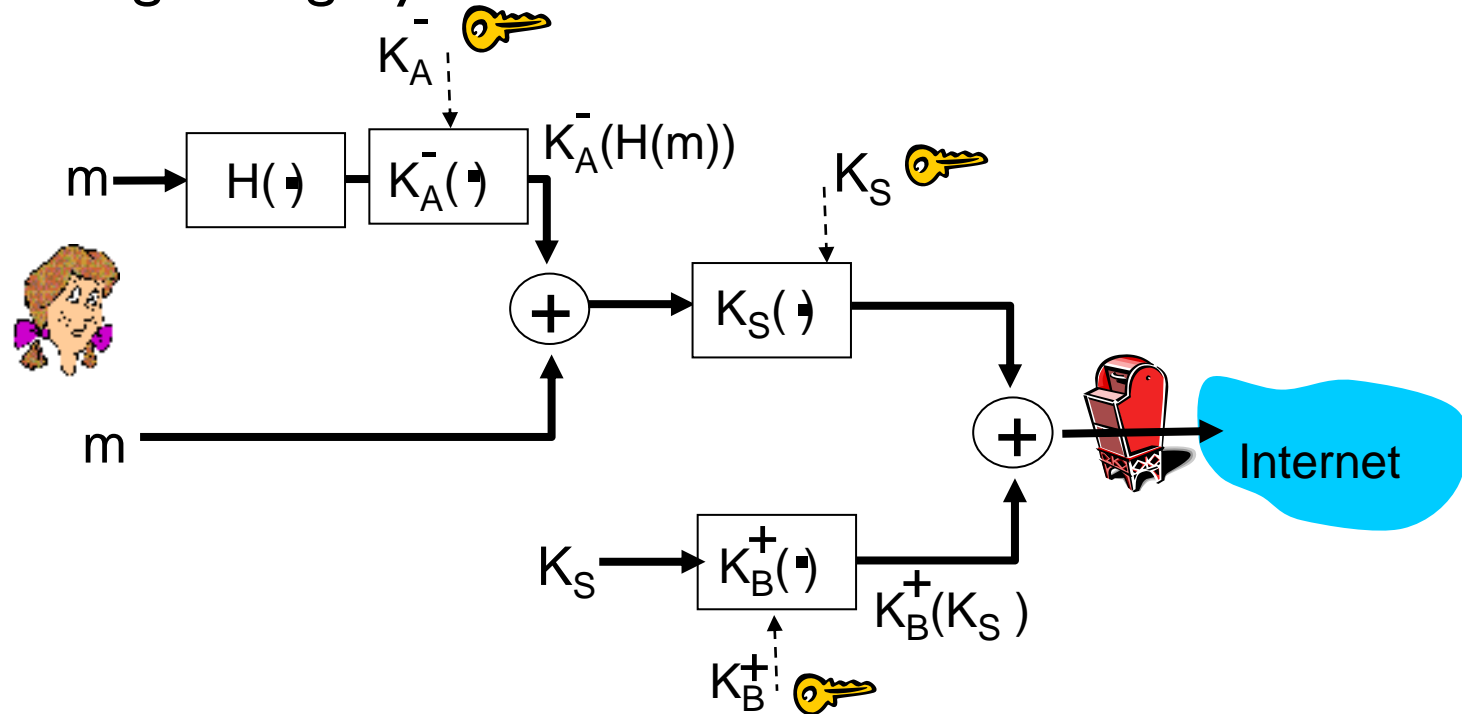 K_A^-
m
H(·)
K_A^-(·)
K_A^-(H(m))
K_S
+
K_S(·)
m
+
Internet
K_S
K_B^+(·)
K_B^+(K_S )
K_B^+